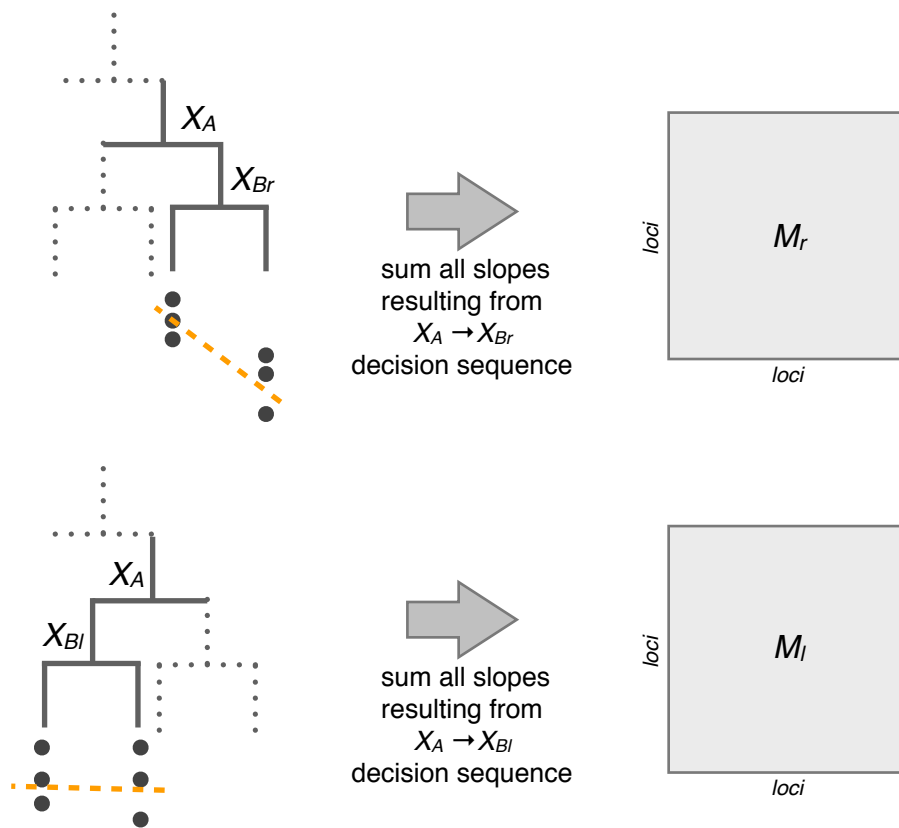 X_A
X_Br
sum all slopes
resulting from
X_A → X_Br
decision sequence
loci
M_r
loci
X_A
X_Bl
sum all slopes
resulting from
X_A → X_Bl
decision sequence
loci
M_l
loci